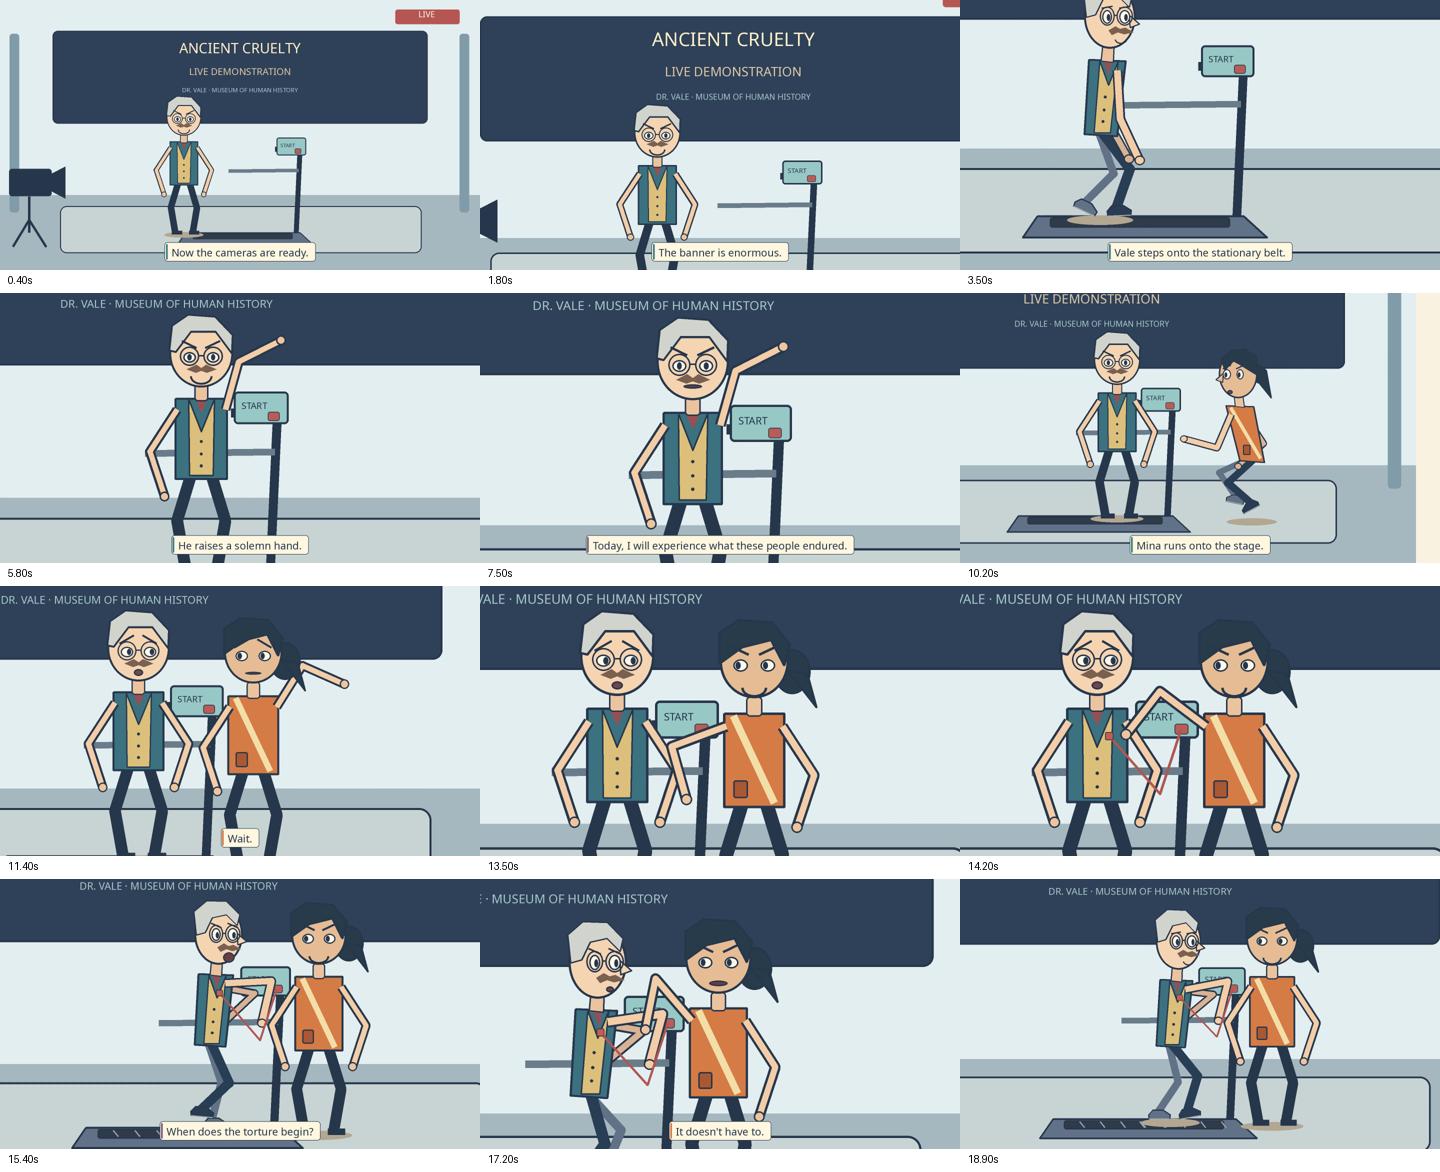 LIVE
ANCIENT CRUELTY
LIVE DEMONSTRATION
DR. VALE · MUSEUM OF HUMAN HISTORY
START
Now the cameras are ready.
0.40s
ANCIENT CRUELTY
LIVE DEMONSTRATION
DR. VALE · MUSEUM OF HUMAN HISTORY
START
The banner is enormous.
1.80s
START
Vale steps onto the stationary belt.
3.50s
DR. VALE · MUSEUM OF HUMAN HISTORY
START
He raises a solemn hand.
5.80s
DR. VALE · MUSEUM OF HUMAN HISTORY
START
Today, I will experience what these people endured.
7.50s
LIVE DEMONSTRATION
DR. VALE · MUSEUM OF HUMAN HISTORY
START
Mina runs onto the stage.
10.20s
DR. VALE · MUSEUM OF HUMAN HISTORY
START
Wait.
11.40s
VALE · MUSEUM OF HUMAN HISTORY
START
13.50s
VALE · MUSEUM OF HUMAN HISTORY
START
14.20s
DR. VALE · MUSEUM OF HUMAN HISTORY
When does the torture begin?
15.40s
· MUSEUM OF HUMAN HISTORY
It doesn't have to.
17.20s
DR. VALE · MUSEUM OF HUMAN HISTORY
18.90s